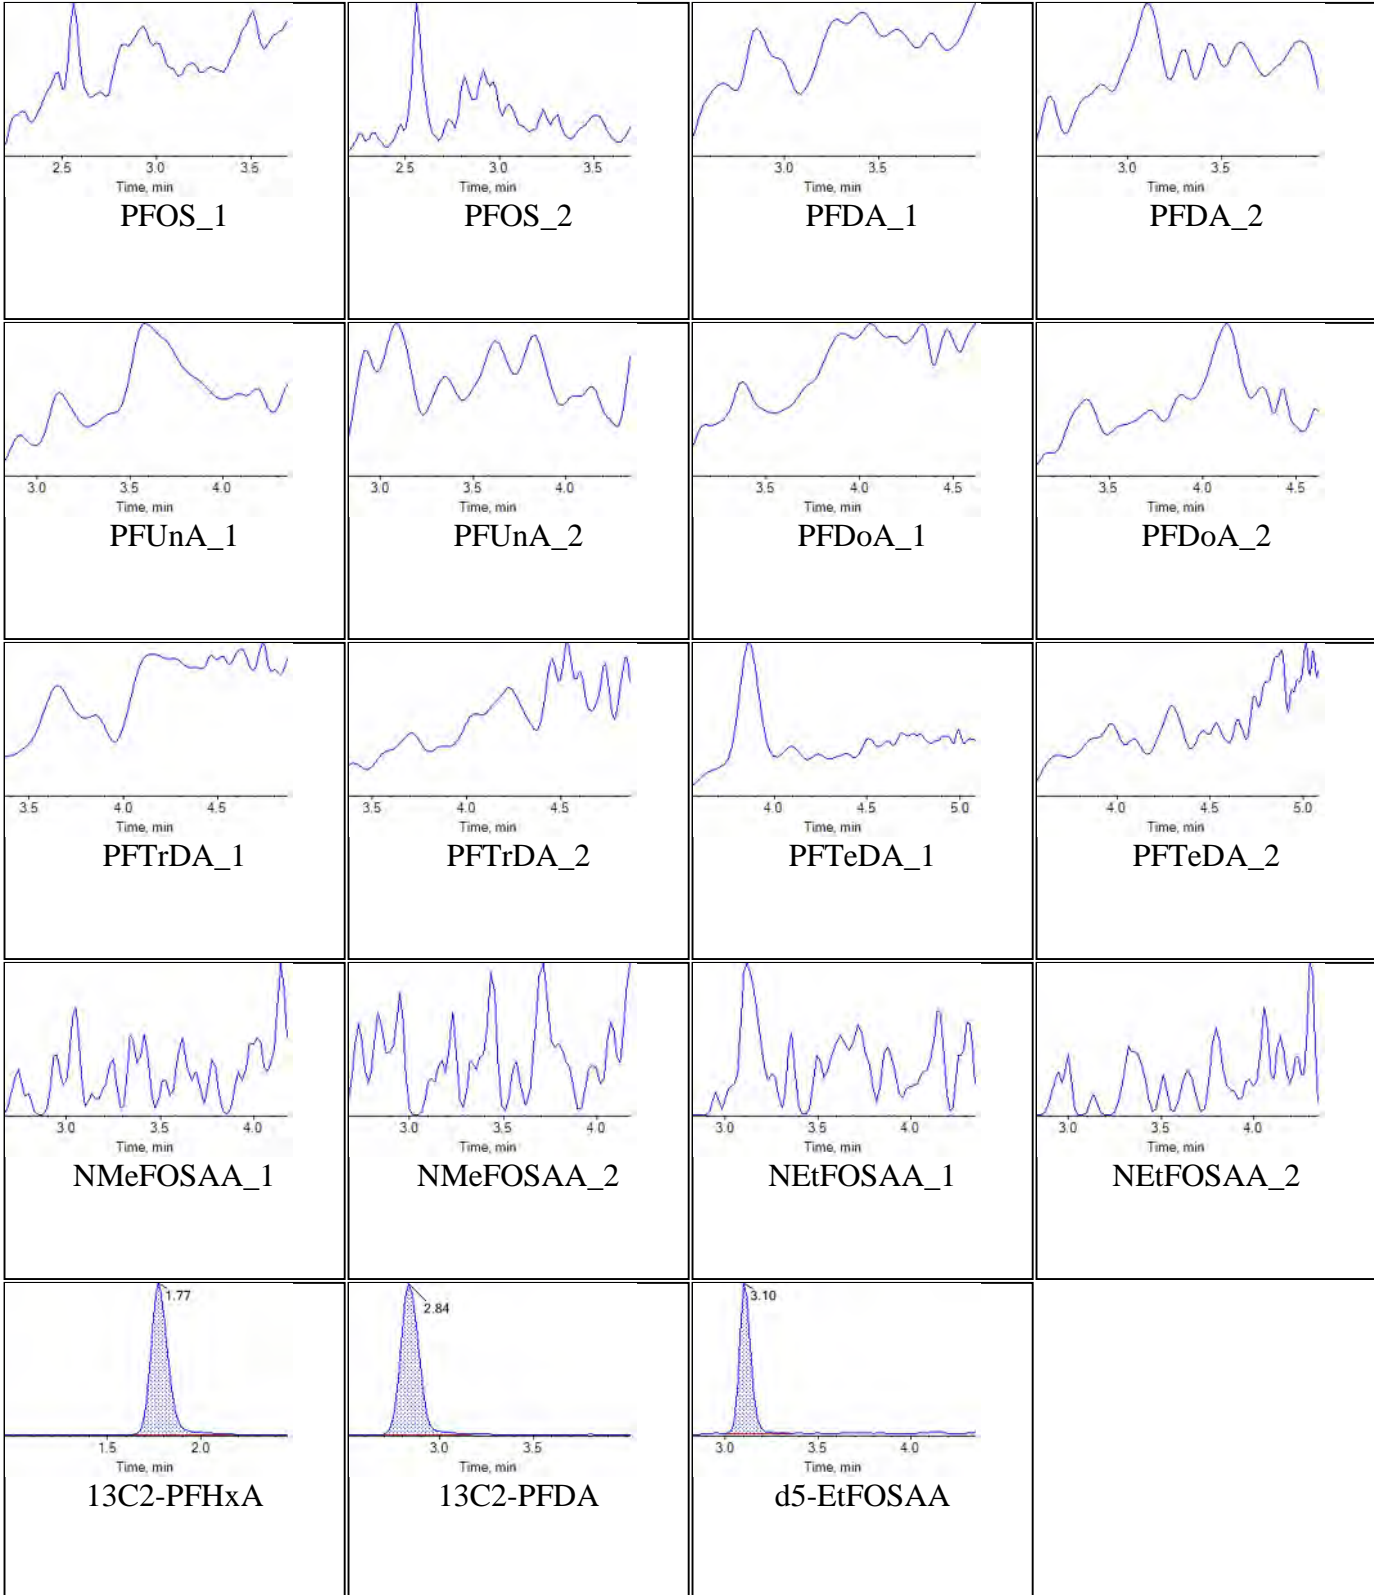 2.5 3.0 3.5
Time, min
PFOS_1
2.5 3.0 3.5
Time, min
PFOS_2
3.0 3.5
Time, min
PFDA_1
3.0 3.5
Time, min
PFDA_2
3.0 3.5 4.0
Time, min
PFUnA_1
3.0 3.5 4.0
Time, min
PFUnA_2
3.5 4.0 4.5
Time, min
PFDoA_1
3.5 4.0 4.5
Time, min
PFDoA_2
3.5 4.0 4.5
Time, min
PFTrDA_1
3.5 4.0 4.5
Time, min
PFTrDA_2
4.0 4.5 5.0
Time, min
PFTeDA_1
4.0 4.5 5.0
Time, min
PFTeDA_2
3.0 3.5 4.0
Time, min
NMeFOSAA_1
3.0 3.5 4.0
Time, min
NMeFOSAA_2
3.0 3.5 4.0
Time, min
NEtFOSAA_1
3.0 3.5 4.0
Time, min
NEtFOSAA_2
1.77
1.5 2.0
Time, min
13C2-PFHxA
2.84
3.0 3.5
Time, min
13C2-PFDA
3.10
3.0 3.5 4.0
Time, min
d5-EtFOSAA